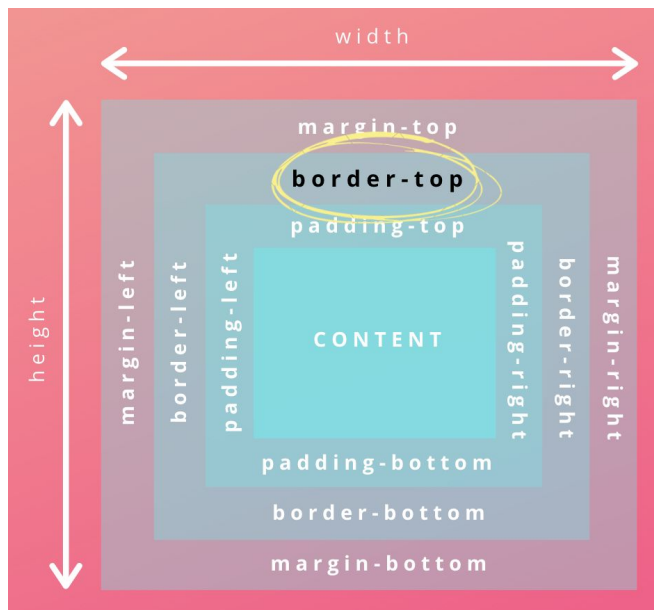 width
margin-top
border-top
padding-top
height
margin-left
border-left
padding-left
CONTENT
padding-right
border-right
margin-right
padding-bottom
border-bottom
margin-bottom